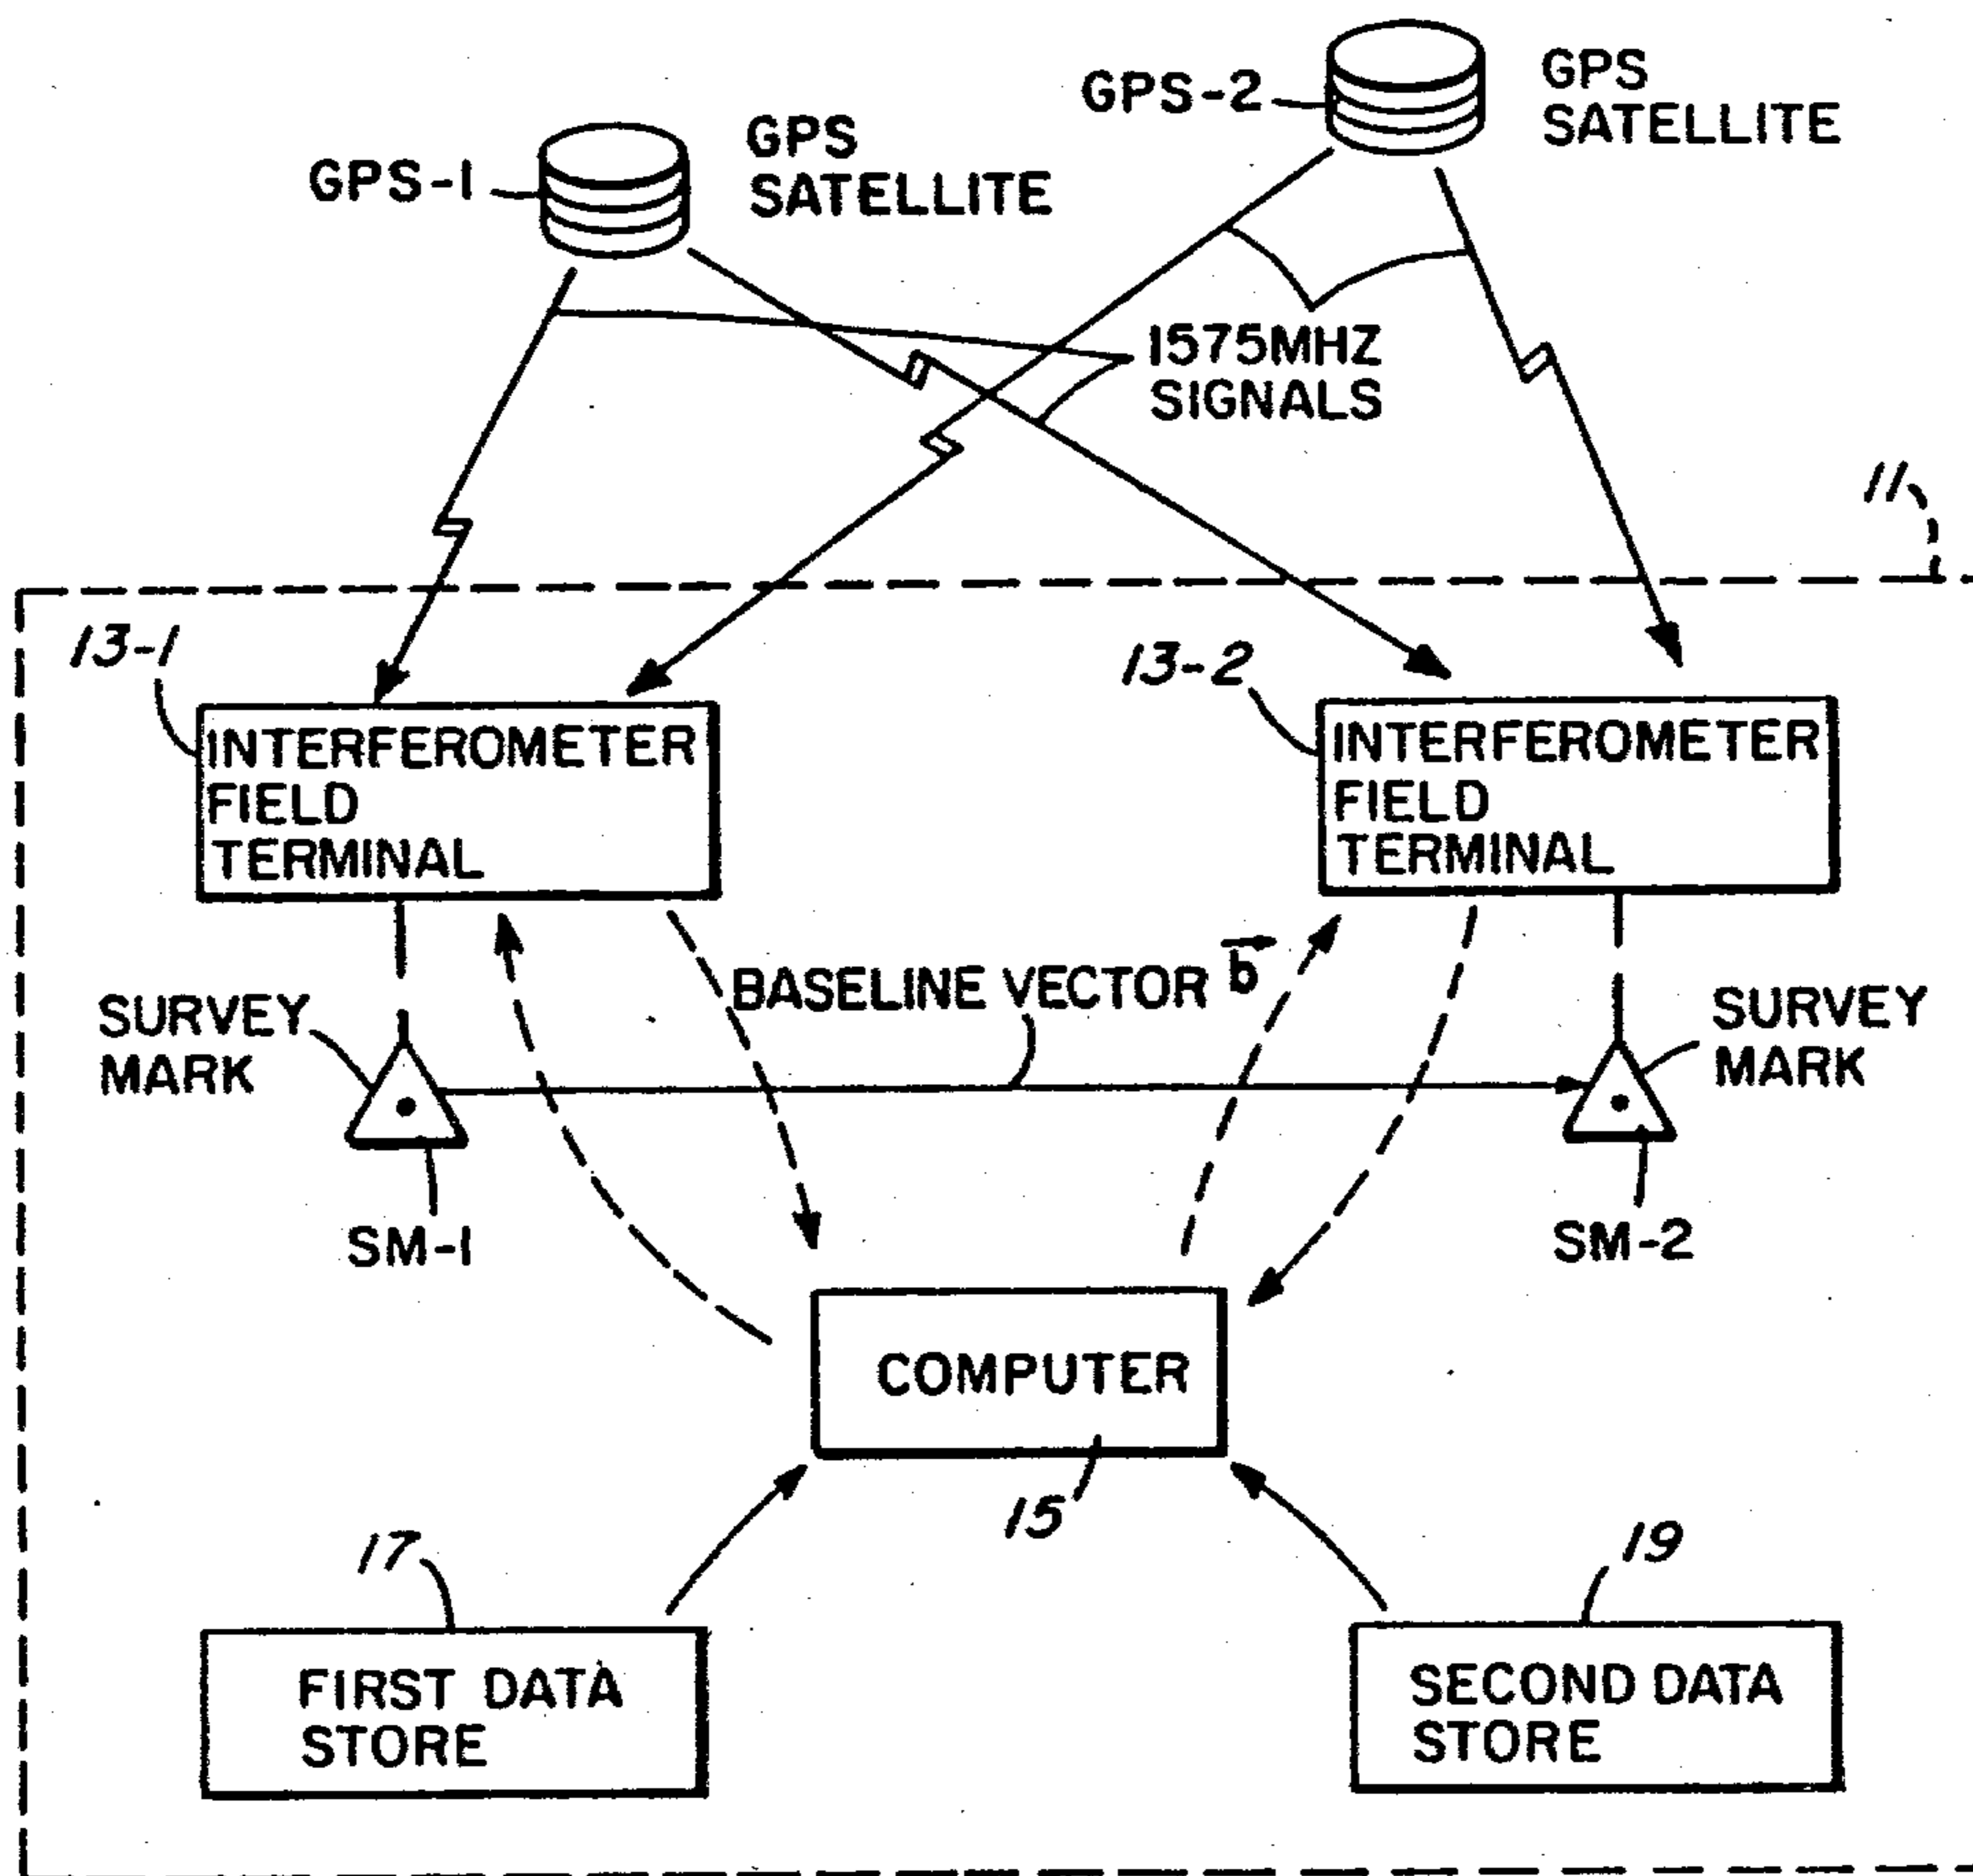 GPS-2
GPS
SATELLITE
GPS-1
GPS
SATELLITE
1575MHZ
SIGNALS
11
13-1
13-2
INTERFEROMETER
FIELD
TERMINAL
INTERFEROMETER
FIELD
TERMINAL
BASELINE VECTOR b
SURVEY
MARK
SURVEY
MARK
SM-1
SM-2
COMPUTER
15
17
19
FIRST DATA
STORE
SECOND DATA
STORE